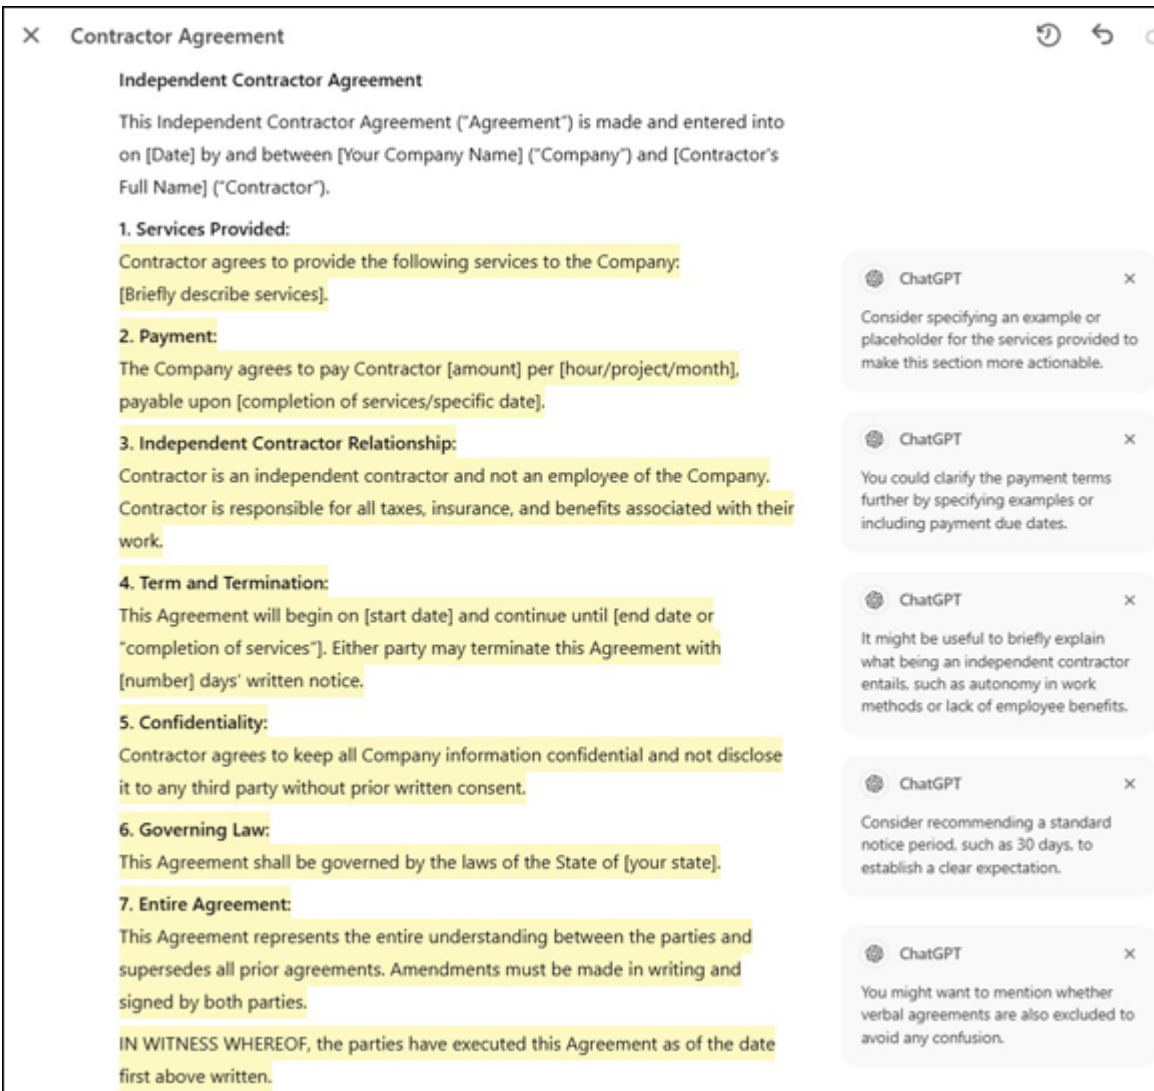 Contractor Agreement
Independent Contractor Agreement
This Independent Contractor Agreement (“Agreement”) is made and entered into
on [Date] by and between [Your Company Name] (“Company”) and [Contractor's
Full Name] (“Contractor”).
1. Services Provided:
Contractor agrees to provide the following services to the Company:
[Briefly describe services].
2. Payment:
The Company agrees to pay Contractor [amount] per [hour/project/month],
payable upon [completion of services/specific date].
3. Independent Contractor Relationship:
Contractor is an independent contractor and not an employee of the Company.
Contractor is responsible for all taxes, insurance, and benefits associated with their
work.
4. Term and Termination:
This Agreement will begin on [start date] and continue until [end date or
“completion of services”]. Either party may terminate this Agreement with
[number] days’ written notice.
5. Confidentiality:
Contractor agrees to keep all Company information confidential and not disclose
it to any third party without prior written consent.
6. Governing Law:
This Agreement shall be governed by the laws of the State of [your state].
7. Entire Agreement:
This Agreement represents the entire understanding between the parties and
supersedes all prior agreements. Amendments must be made in writing and
signed by both parties.
IN WITNESS WHEREOF, the parties have executed this Agreement as of the date
first above written.
ChatGPT
Consider specifying an example or
placeholder for the services provided to
make this section more actionable.
ChatGPT
You could clarify the payment terms
further by specifying examples or
including payment due dates.
ChatGPT
It might be useful to briefly explain
what being an independent contractor
entails, such as autonomy in work
methods or lack of employee benefits.
ChatGPT
Consider recommending a standard
notice period, such as 30 days, to
establish a clear expectation.
ChatGPT
You might want to mention whether
verbal agreements are also excluded to
avoid any confusion.